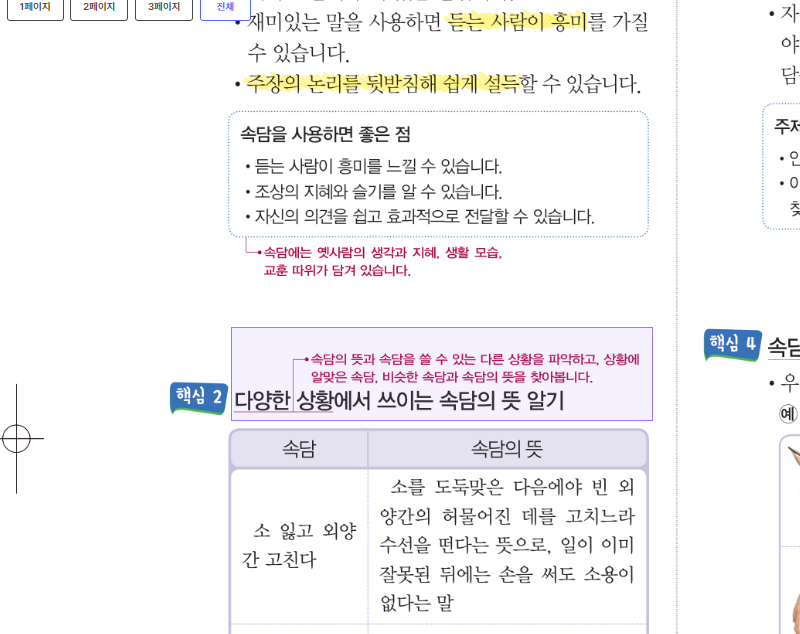 1페이지
2페이지
3페이지
전체
• 재미있는 말을 사용하면 듣는 사람이 흥미를 가질
수 있습니다.
• 주장의 논리를 뒷받침해 쉽게 설득할 수 있습니다.
속담을 사용하면 좋은 점
• 듣는 사람이 흥미를 느낄 수 있습니다.
• 조상의 지혜와 슬기를 알 수 있습니다.
• 자신의 의견을 쉽고 효과적으로 전달할 수 있습니다.
• 속담에는 옛사람의 생각과 지혜, 생활 모습,
교훈 따위가 담겨 있습니다.
• 속담의 뜻과 속담을 쓸 수 있는 다른 상황을 파악하고, 상황에
알맞은 속담, 비슷한 속담과 속담의 뜻을 찾아봅니다.
핵심 2 다양한 상황에서 쓰이는 속담의 뜻 알기
속담
속담의 뜻
소 잃고 외양
간 고친다
소를 도둑맞은 다음에야 빈 외
양간의 허물어진 데를 고치느라
수선을 떤다는 뜻으로, 일이 이미
잘못된 뒤에는 손을 써도 소용이
없다는 말
• 자
야
담
주제
• 이
찾
핵심 4 속담
• 우
예